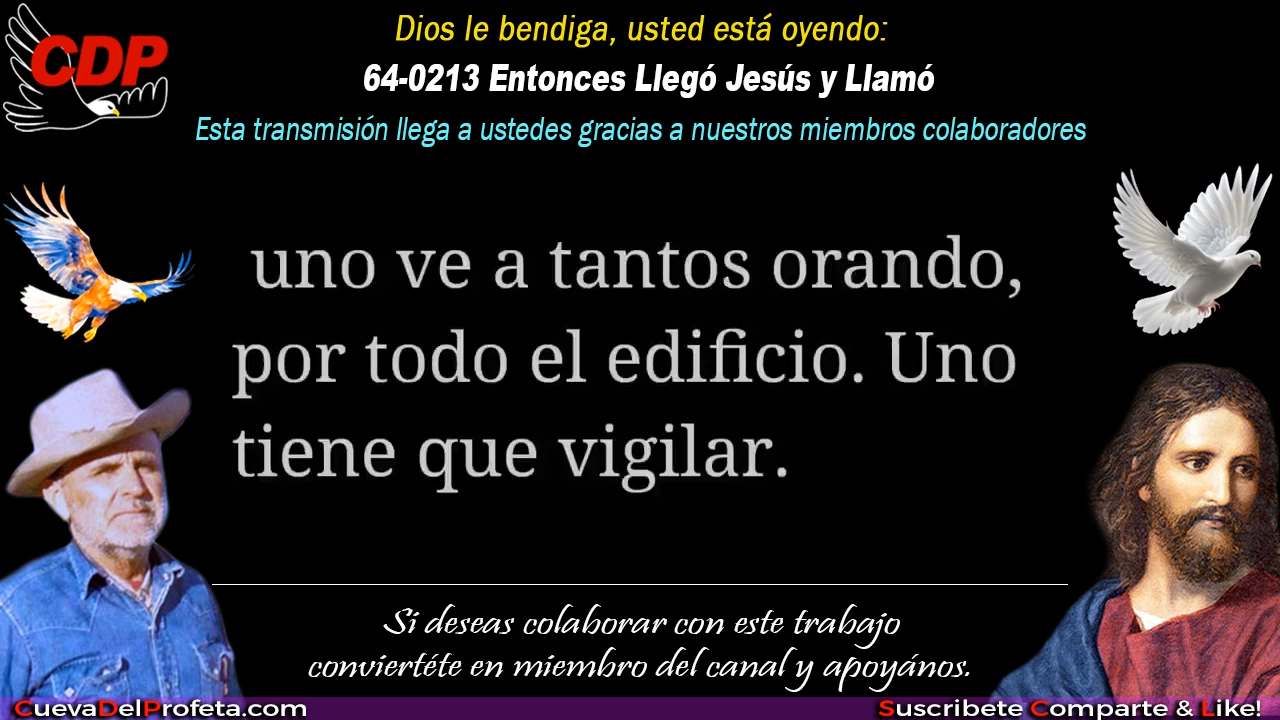 CDP
Dios le bendiga, usted está oyendo:
64-0213 Entonces Llegó Jesús y Llamó
Esta transmisión llega a ustedes gracias a nuestros miembros colaboradores
uno ve a tantos orando,
por todo el edificio. Uno
tiene que vigilar.
Si deseas colaborar con este trabajo
conviertéte en miembro del canal y apoyános.
CuevaDelProfeta.com
Suscribete Comparte & Like!